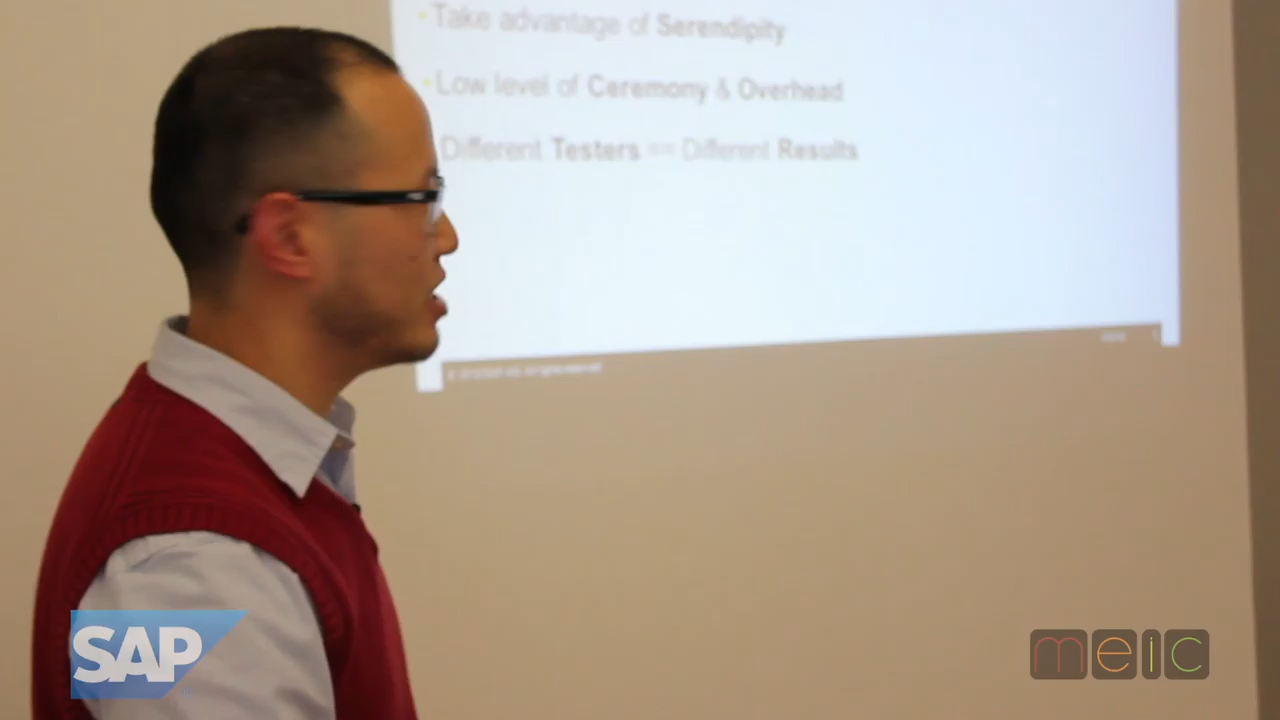 Take advantage of Serendipity
Low level of Ceremony & Overhead
Different Testers == Different Results
SAP
meic